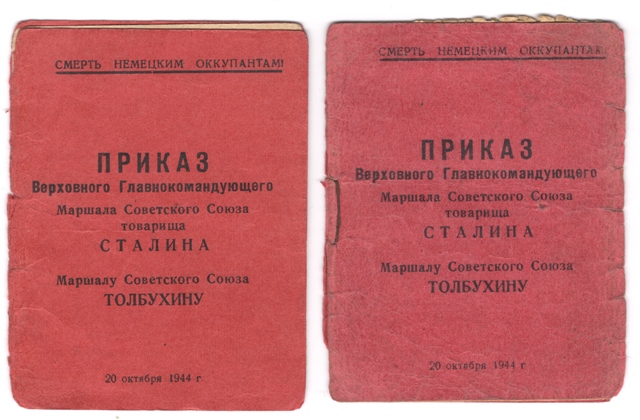 СМЕРТЬ НЕМЕЦКИМ ОККУПАНТАМ!
ПРИКАЗ
Верховного Главнокомандующего
Маршала Советского Союза
товарища
СТАЛИНА
Маршалу Советского Союза
ТОЛБУХИНУ
20 октября 1944 г
СМЕРТЬ НЕМЕЦКИМ ОККУПАНТАМ!
ПРИКАЗ
Верховного Главнокомандующего
Маршала Советского Союза
товарища
СТАЛИНА
Маршалу Советского Союза
ТОЛБУХИНУ
20 октября 1944 г.